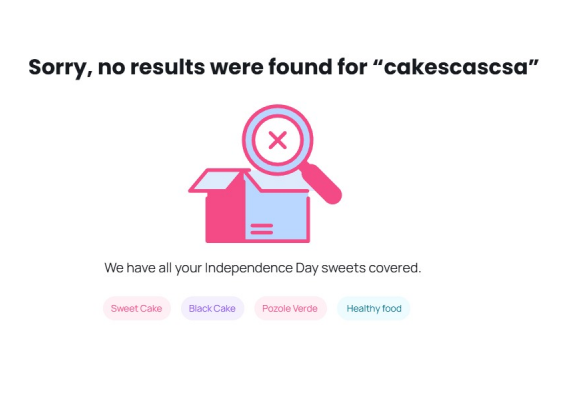 Sorry, no results were found for “cakescascsa”
We have all your Independence Day sweets covered.
Sweet Cake Black Cake Pozole Verde Healthy food